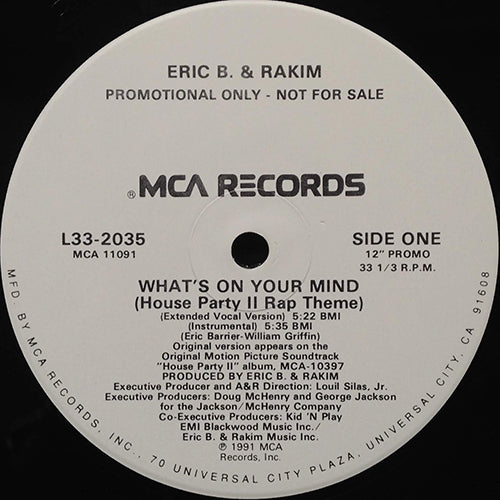 ERIC B. & RAKIM
PROMOTIONAL ONLY - NOT FOR SALE
® MCA RECORDS
L33-2035
MCA 11091
SIDE ONE
12" PROMO
33 1/3 R.P.M.
WHAT'S ON YOUR MIND
(House Party II Rap Theme)
(Extended Vocal Version) 5:22 BMI
(Instrumental) 5:35 BMI
(Eric Barrier-William Griffin)
Original version appears on the
Original Motion Picture Soundtrack
"House Party II" album, MCA-10397
PRODUCED BY ERIC B. & RAKIM
Executive Producer and A&R Direction: Louil Silas, Jr.
Executive Producers: Doug McHenry and George Jackson
for the Jackson/McHenry Company
Co-Executive Producers: Kid 'N Play
EMI Blackwood Music Inc./
Eric B. & Rakim Music Inc.
℗ 1991 MCA
Records, Inc.
MFD. BY MCA RECORDS, INC., 70 UNIVERSAL CITY PLAZA, UNIVERSAL CITY, CA 91608